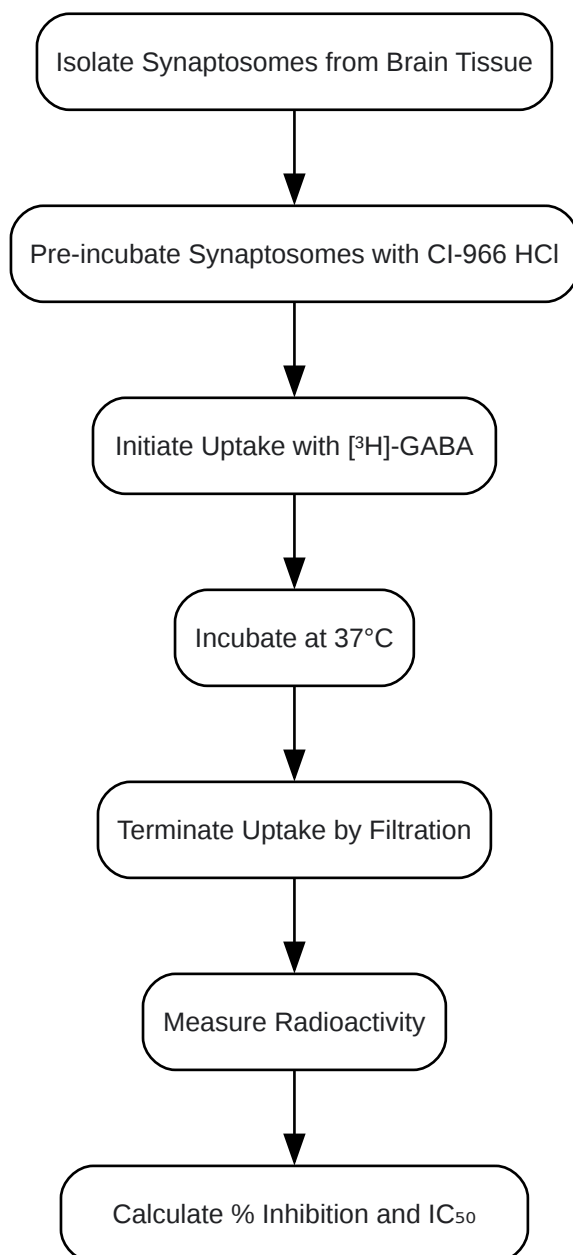 Isolate Synaptosomes from Brain Tissue
Pre-incubate Synaptosomes with CI-966 HCl
Initiate Uptake with [³H]-GABA
Incubate at 37°C
Terminate Uptake by Filtration
Measure Radioactivity
Calculate % Inhibition and IC₅₀